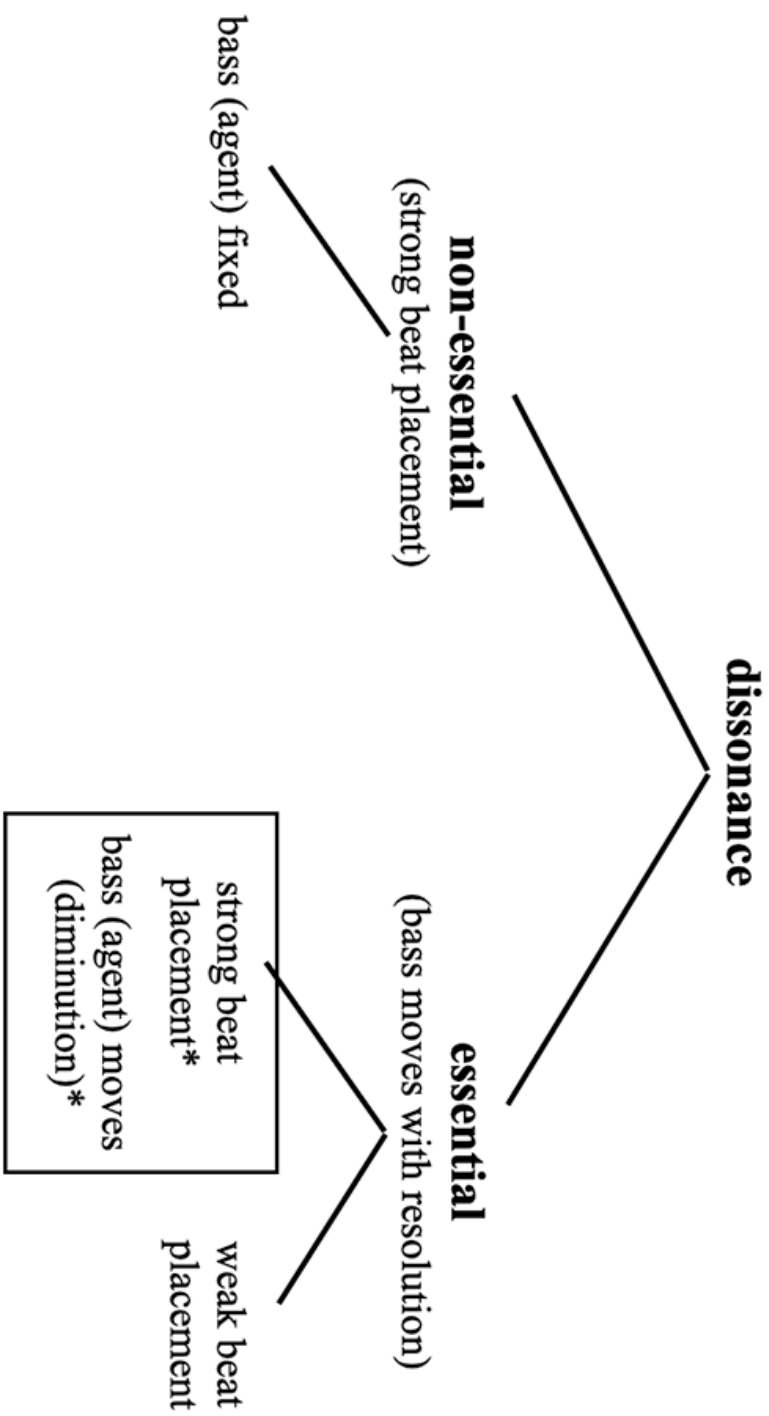 dissonance
non-essential
(strong beat placement)
essential
(bass moves with resolution)
bass (agent) fixed
strong beat
placement*
bass (agent) moves
(diminution)*
weak beat
placement